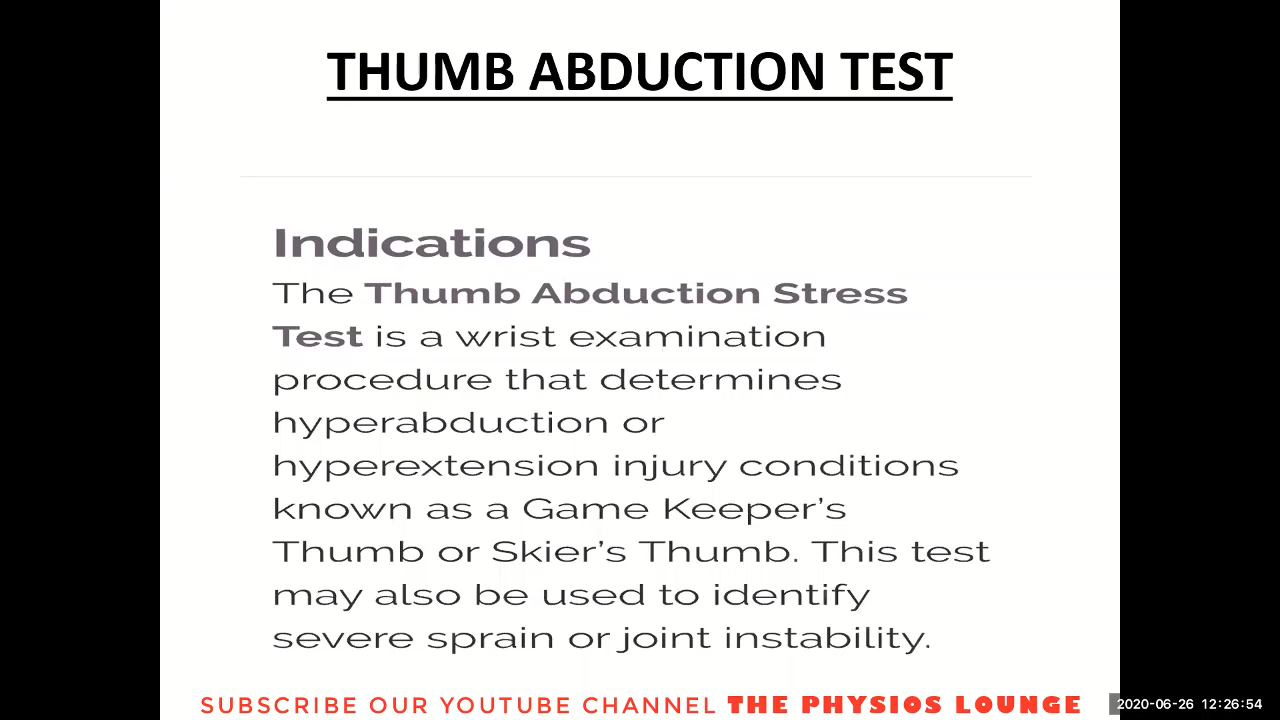 THUMB ABDUCTION TEST
Indications
The Thumb Abduction Stress
Test is a wrist examination
procedure that determines
hyperabduction or
hyperextension injury conditions
known as a Game Keeper's
Thumb or Skier's Thumb. This test
may also be used to identify
severe sprain or joint instability.
SUBSCRIBE OUR YOUTUBE CHANNEL THE PHYSIOS LOUNGE
2020-06-26 12:26:54